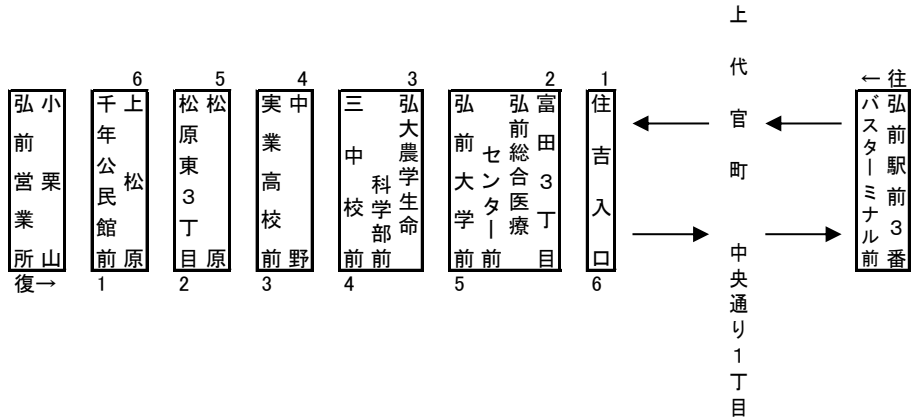 往
←
弘前駅前3番
バスターミナル前
上代官町
中央通り1丁目
1
住吉入口
6
2
富田3丁目
弘前総合医療
センター前
弘前大学前
5
3
弘大農学生命
科学部前
三中校前
4
4
中野
実業高校前
3
5
松原
松原東3丁目
2
6
上松原
千年公民館前
1
小栗山
弘前営業所
復→